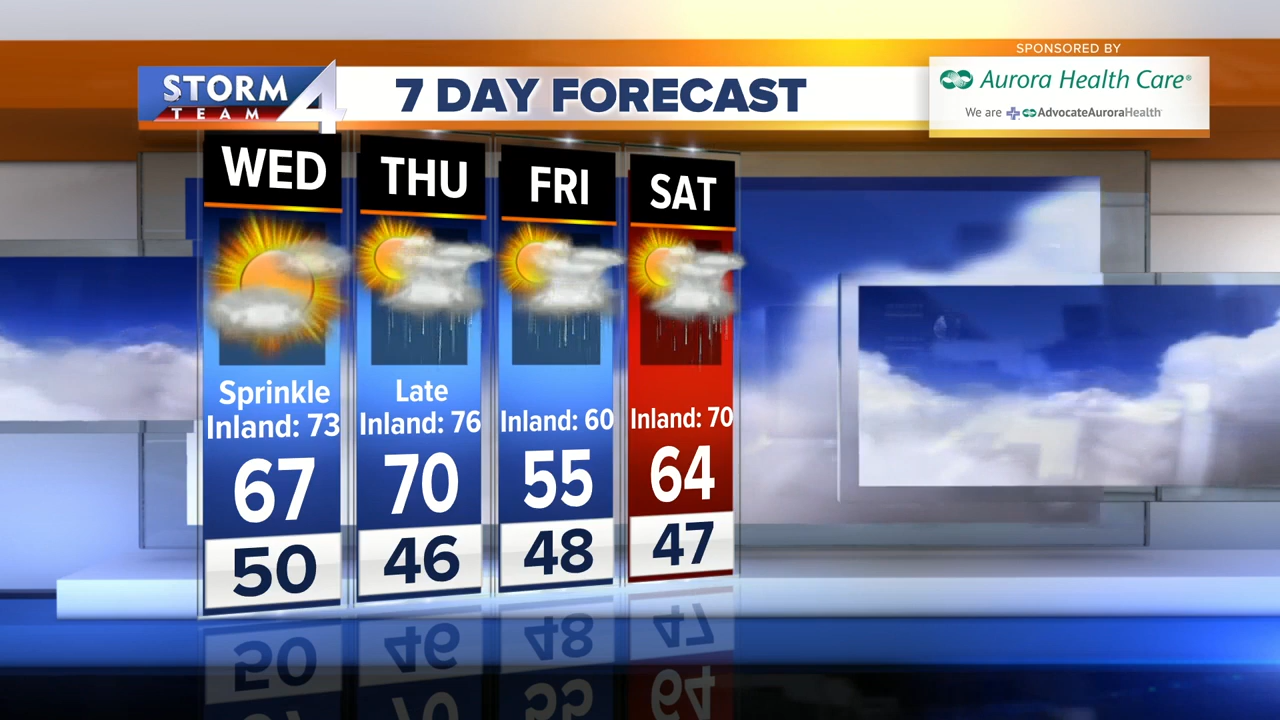 SPONSORED BY
Aurora Health Care®
We are AdvocateAuroraHealth
STORM 4
TEAM
7 DAY FORECAST
WED
Sprinkle
Inland: 73
67
50
THU
Late
Inland: 76
70
46
FRI
Inland: 60
55
48
SAT
Inland: 70
64
47